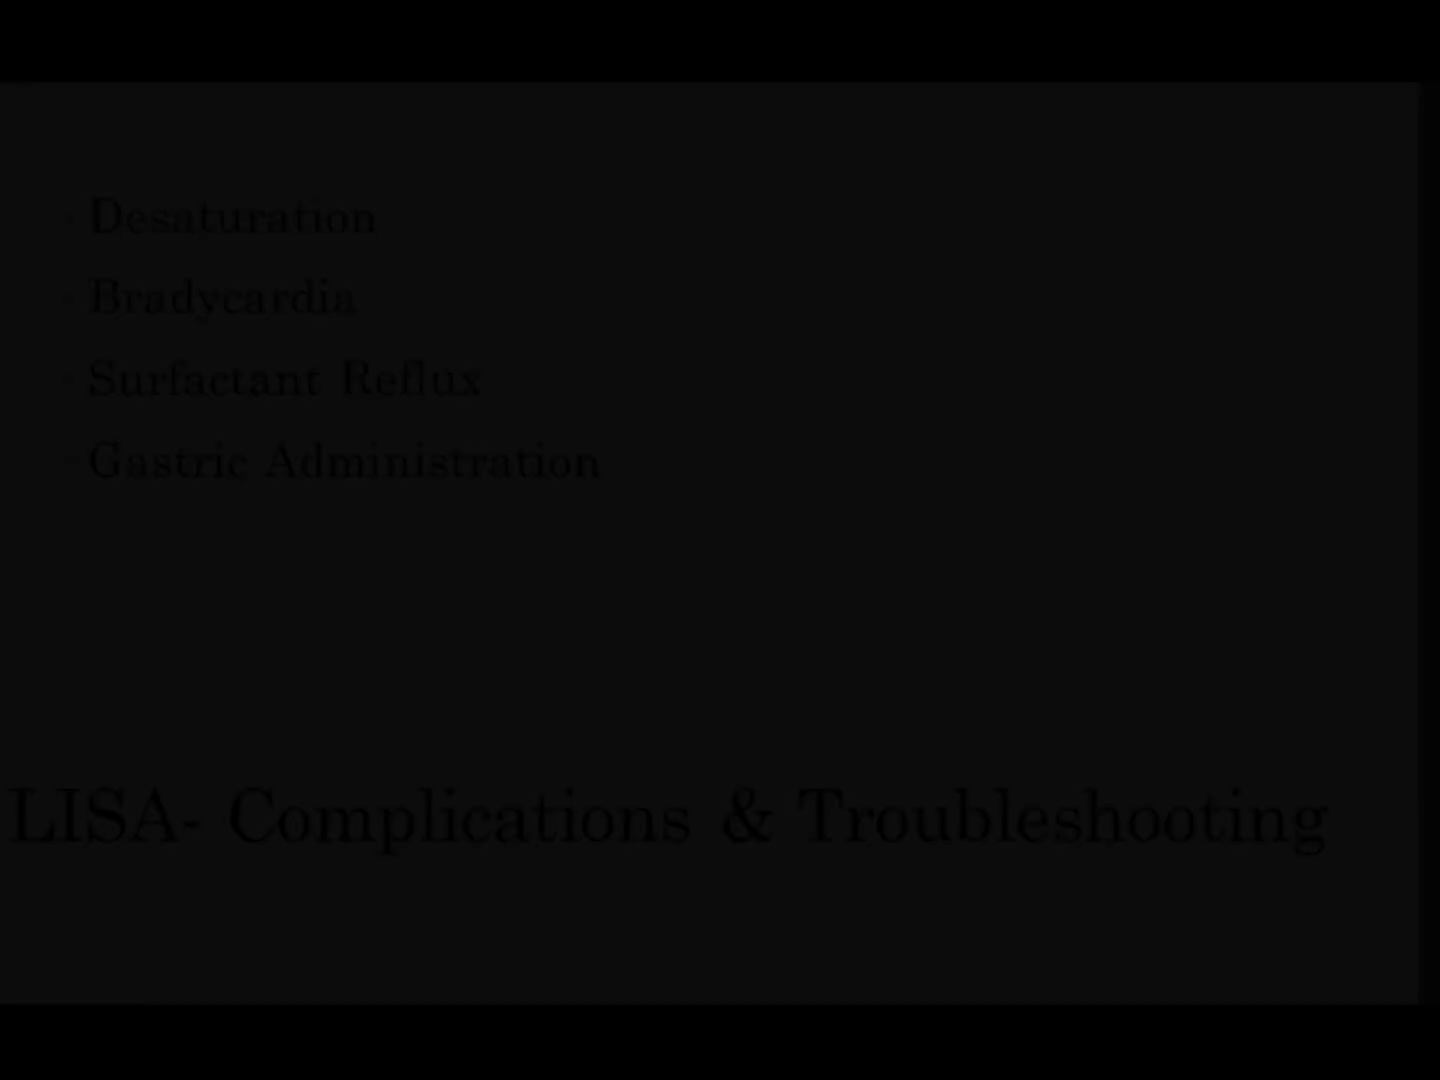 Desaturation
Bradycardia
Surfactant Reflux
Gastric Administration
LISA- Complications & Troubleshooting